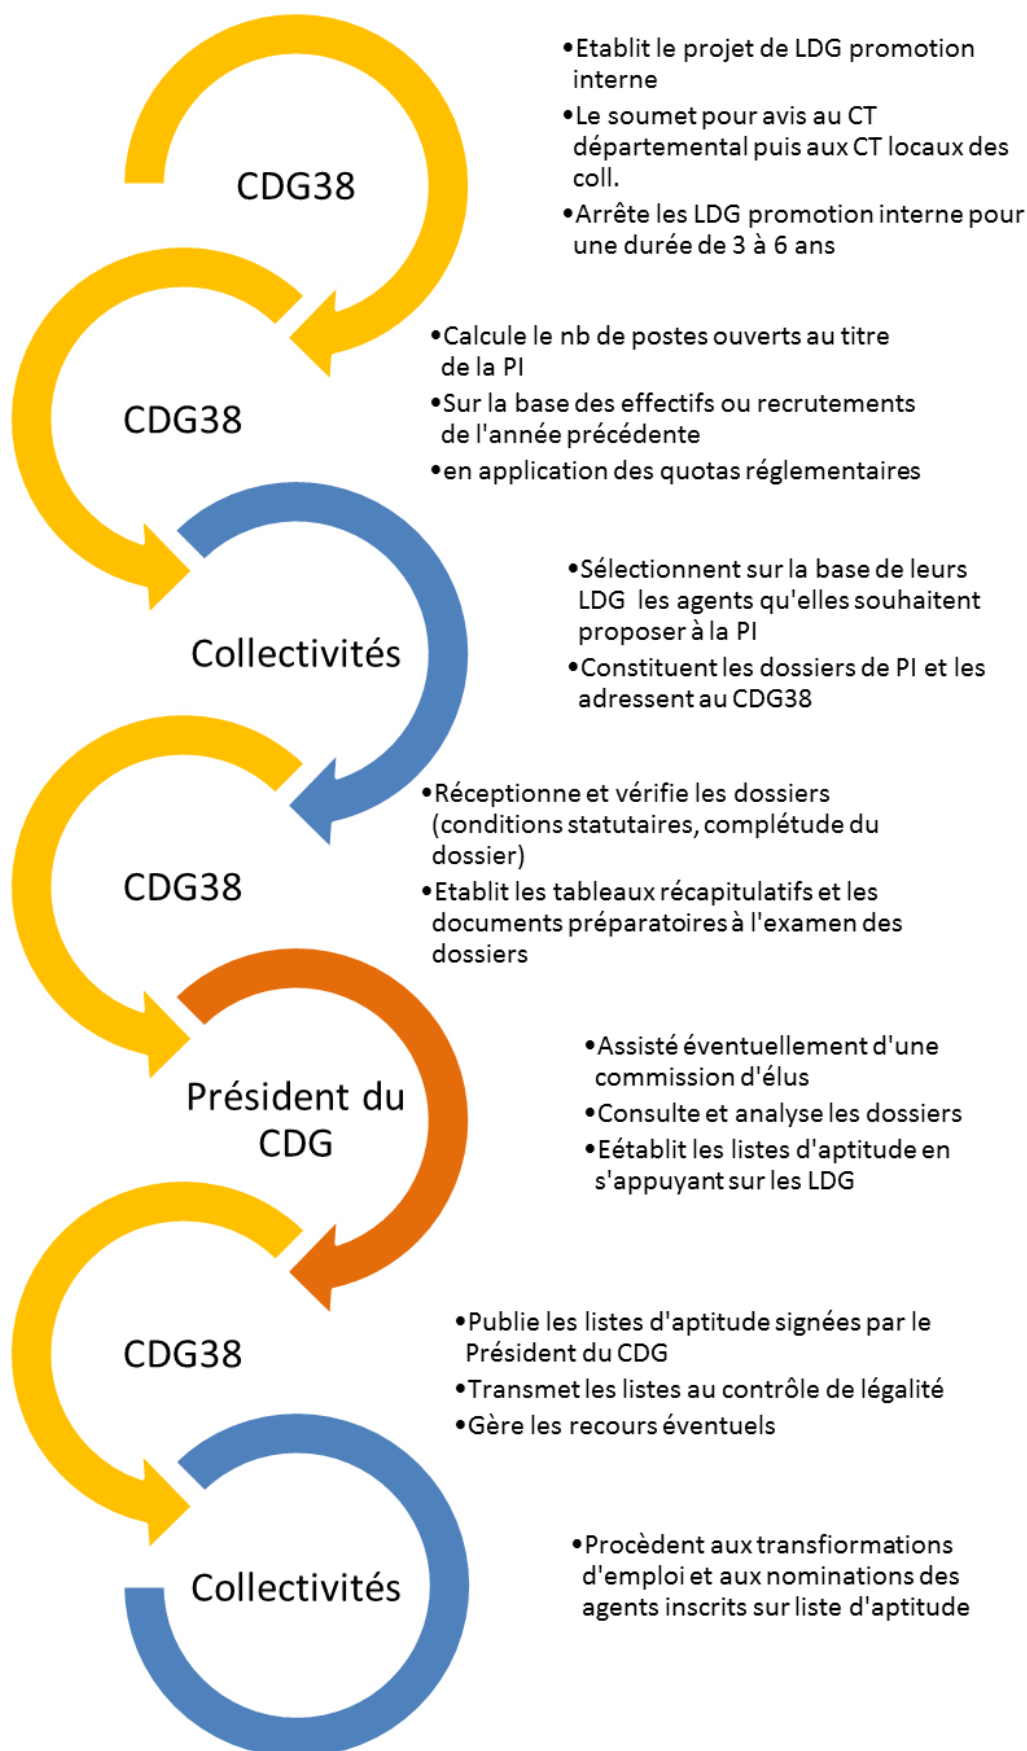 CDG38
•Etablit le projet de LDG promotion
interne
•Le soumet pour avis au CT
départemental puis aux CT locaux des
coll.
•Arrête les LDG promotion interne pour
une durée de 3 à 6 ans
CDG38
•Calcule le nb de postes ouverts au titre
de la PI
•Sur la base des effectifs ou recrutements
de l'année précédente
•en application des quotas réglementaires
Collectivités
•Sélectionnent sur la base de leurs
LDG les agents qu'elles souhaitent
proposer à la PI
•Constituent les dossiers de PI et les
adressent au CDG38
CDG38
•Réceptionne et vérifie les dossiers
(conditions statutaires, complétude du
dossier)
•Etablit les tableaux récapitulatifs et les
documents préparatoires à l'examen des
dossiers
Président du
CDG
•Assisté éventuellement d'une
commission d'élus
•Consulte et analyse les dossiers
•Eétablit les listes d'aptitude en
s'appuyant sur les LDG
CDG38
•Publie les listes d'aptitude signées par le
Président du CDG
•Transmet les listes au contrôle de légalité
•Gère les recours éventuels
Collectivités
•Procèdent aux transfiormations
d'emploi et aux nominations des
agents inscrits sur liste d'aptitude